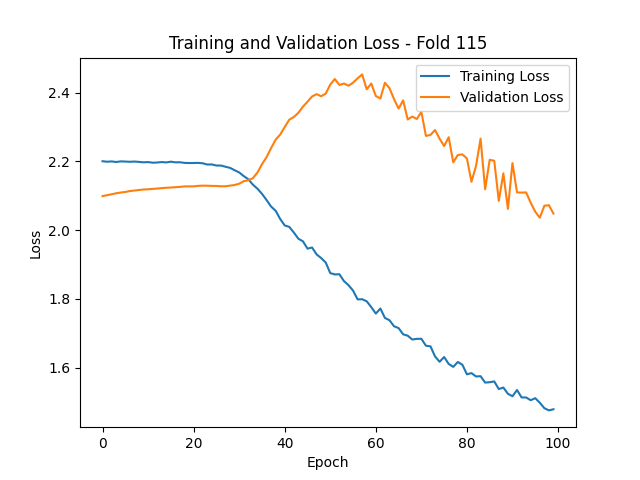 Training and Validation Loss - Fold 115
Training Loss
Validation Loss
2.4
2.2
2.0
1.8
1.6
Loss
0 20 40 60 80 100
Epoch